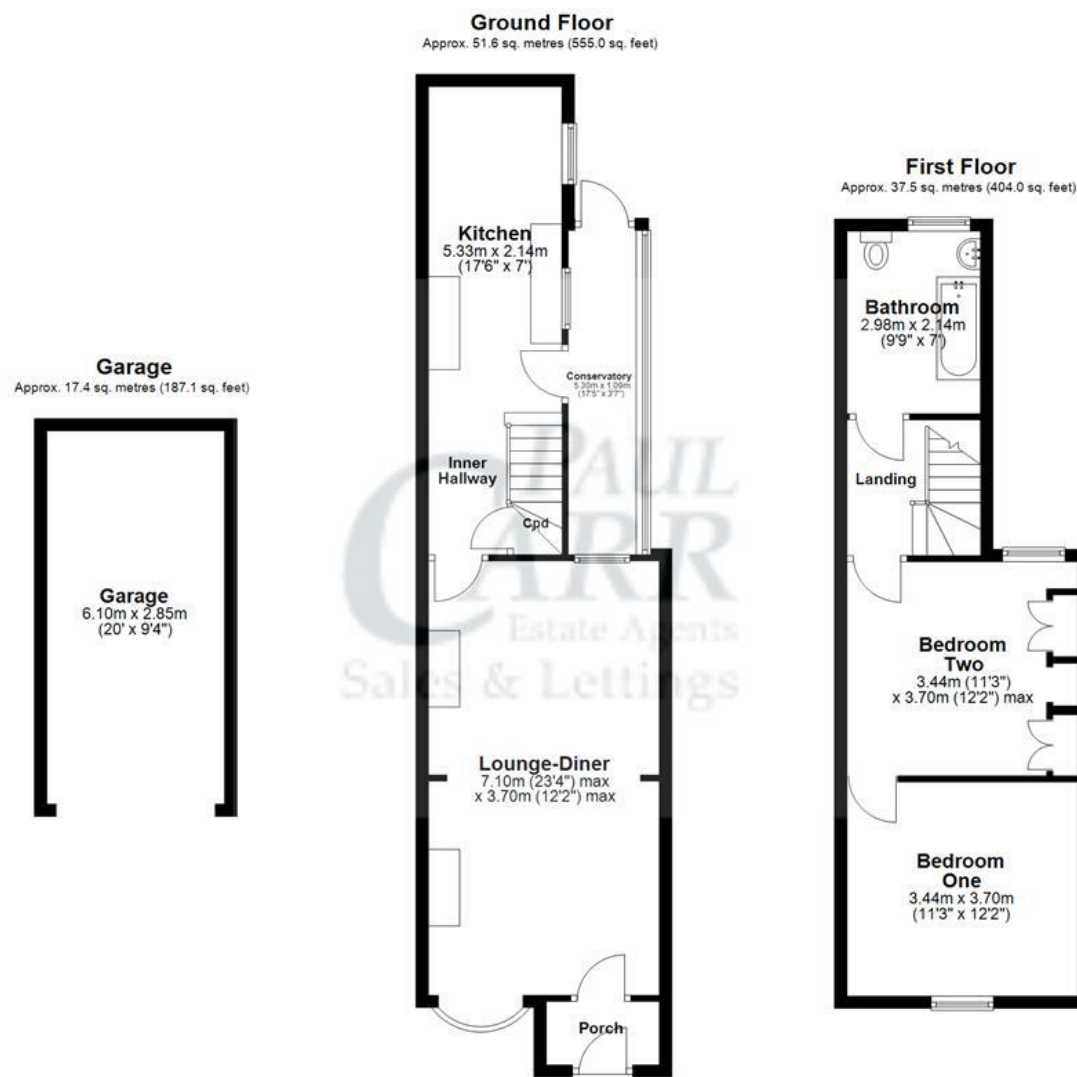 Ground Floor
Approx. 51.6 sq. metres (555.0 sq. feet)
Kitchen
5.33m x 2.14m
(17'6" x 7')
Conservatory
5.30m x 1.09m
(17'5" x 3'7")
Inner
Hallway
Cpd
Lounge-Diner
7.10m (23'4") max
x 3.70m (12'2") max
Porch
First Floor
Approx. 37.5 sq. metres (404.0 sq. feet)
Bathroom
2.98m x 2.14m
(9'9" x 7')
Landing
Bedroom
Two
3.44m (11'3")
x 3.70m (12'2") max
Bedroom
One
3.44m x 3.70m
(11'3" x 12'2")
Garage
Approx. 17.4 sq. metres (187.1 sq. feet)
Garage
6.10m x 2.85m
(20' x 9'4")
PAUL
CARR
Estate Agents
Sales & Lettings